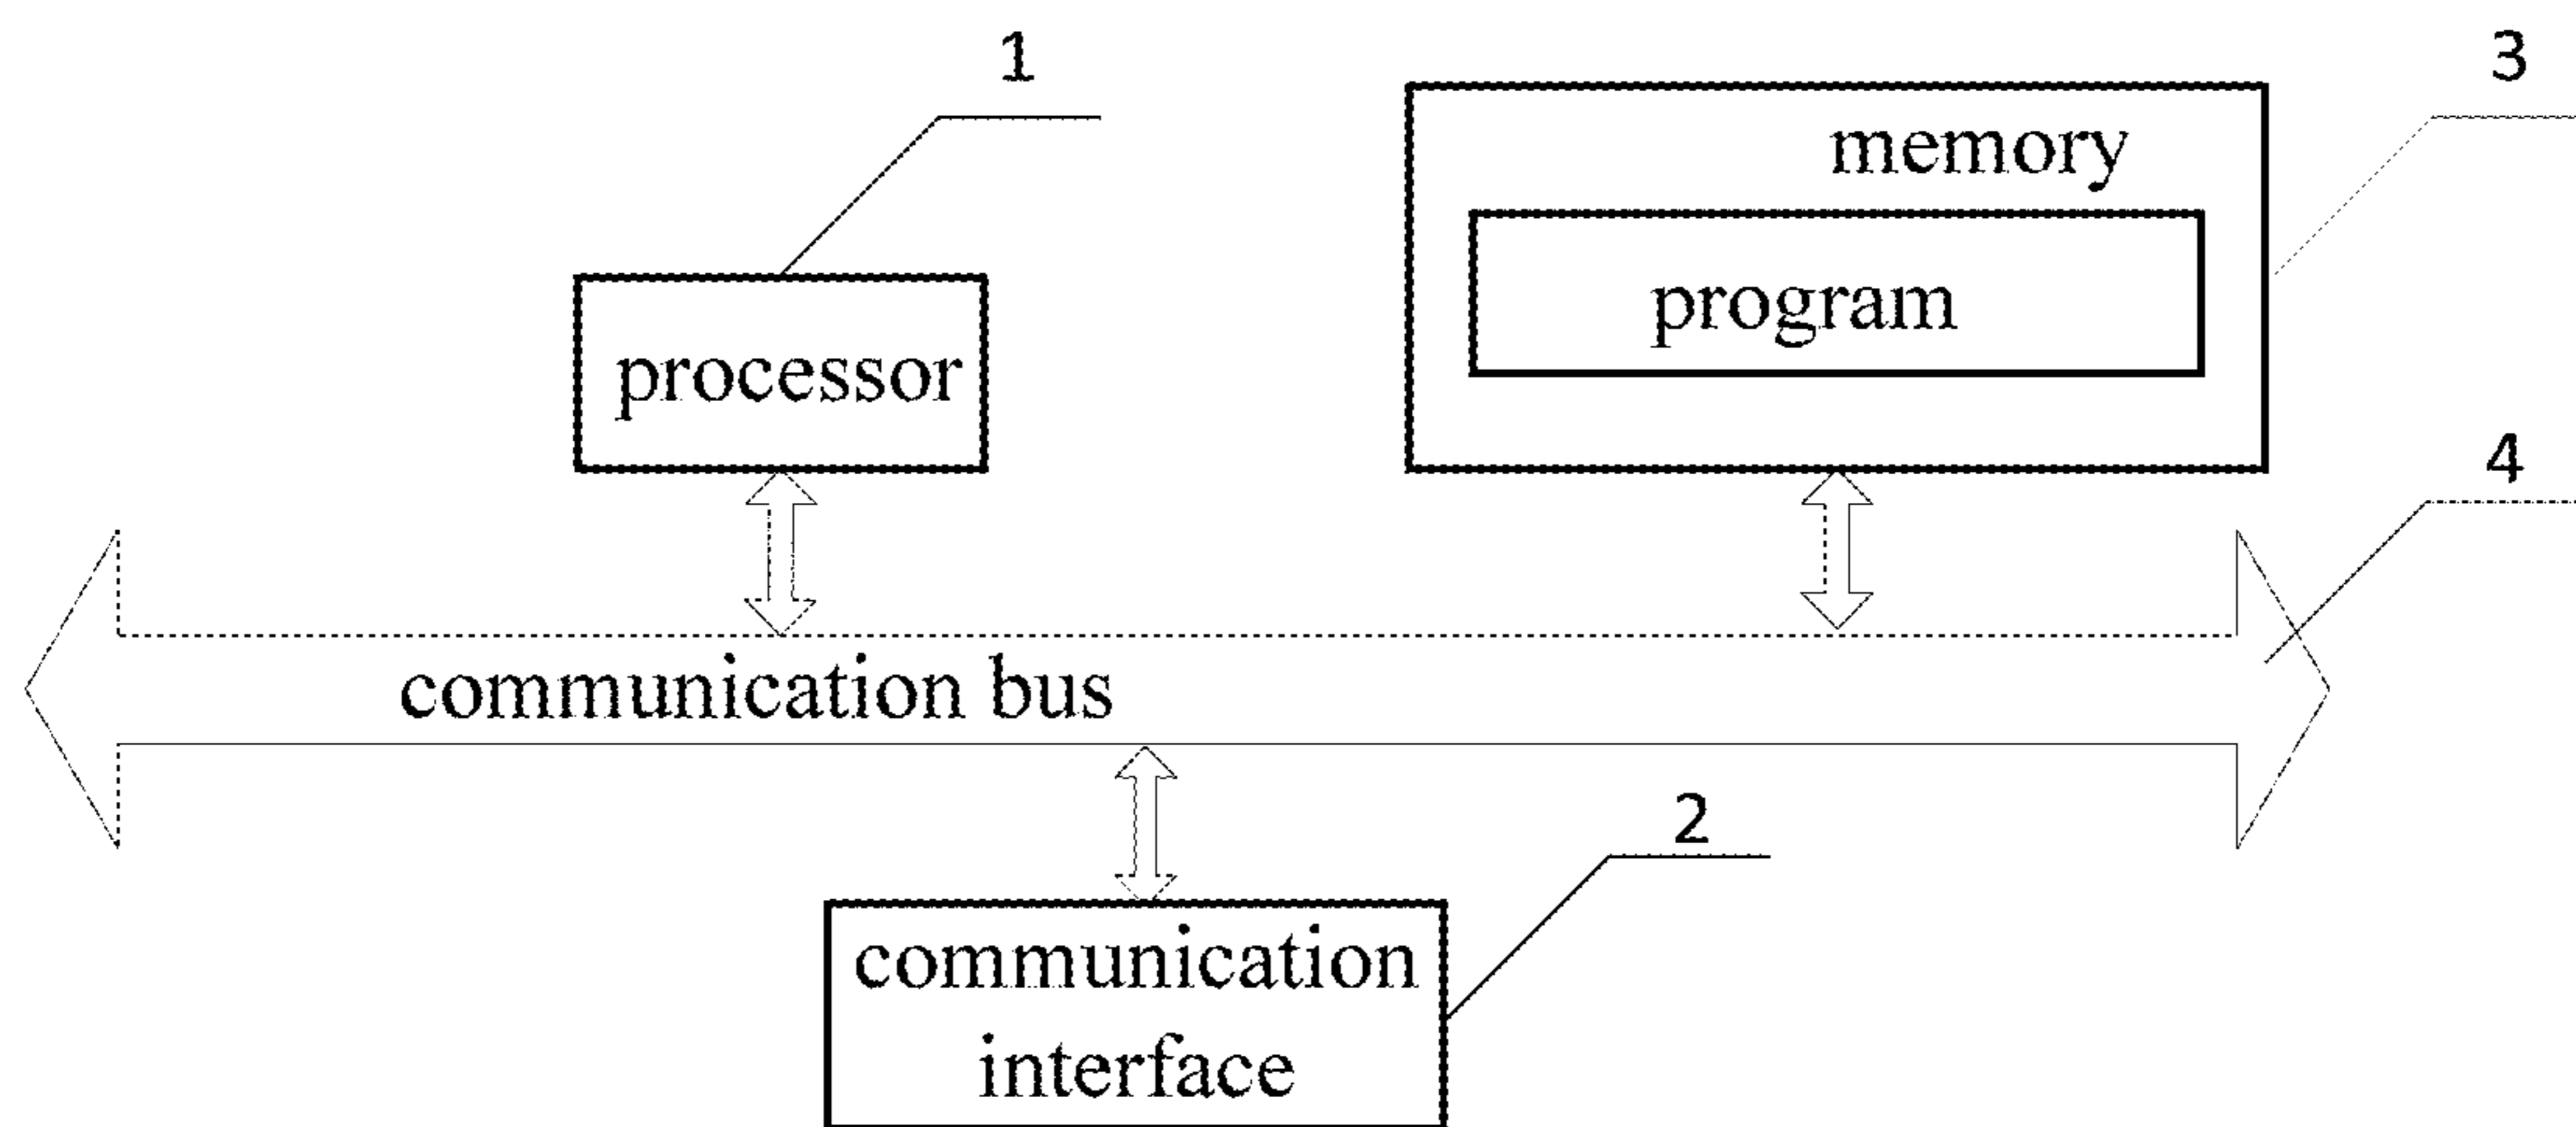 1
3
memory
program
processor
4
communication bus
2
communication
interface